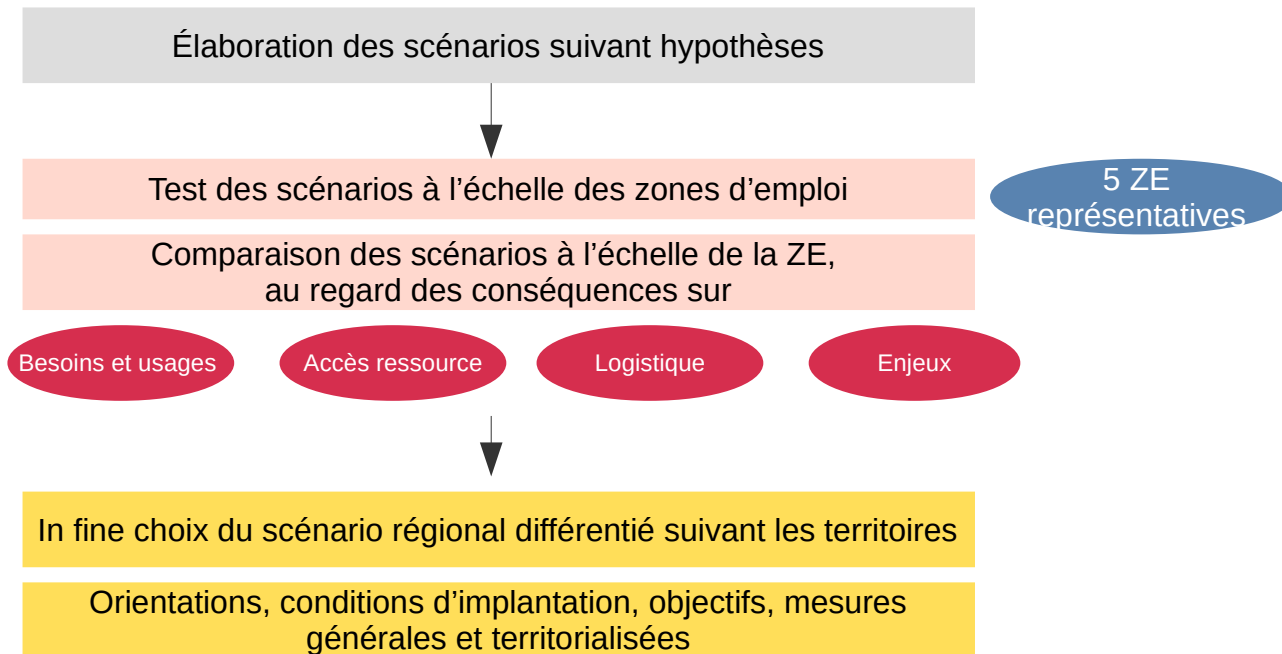 Élaboration des scénarios suivant hypothèses
Test des scénarios à l’échelle des zones d’emploi
5 ZE
représentatives
Comparaison des scénarios à l’échelle de la ZE,
au regard des conséquences sur
Besoins et usages
Accès ressource
Logistique
Enjeux
In fine choix du scénario régional différentié suivant les territoires
Orientations, conditions d’implantation, objectifs, mesures
générales et territorialisées